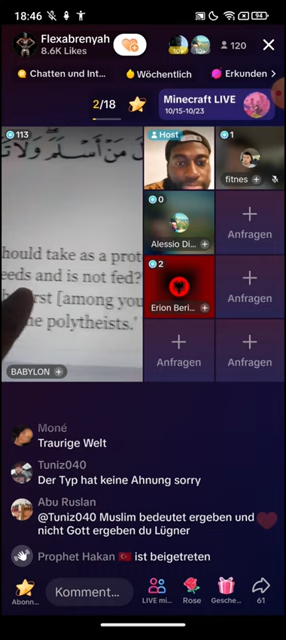 18:46
94
Flexabrenyah
8.6K Likes
120
Chatten und Int...
Wöchentlich
Erkunden
2/18
Minecraft LIVE
10/15-10/23
113
مَنْ أَسْلَمَ وَلَا
hould take as a prot
eeds and is not fed?
rst [among you
e polytheists.'
BABYLON
Host
1
fitnes
0
Alessio Di...
Anfragen
2
Erion Beri...
Anfragen
Anfragen
Anfragen
Moné
Traurige Welt
Tuniz040
Der Typ hat keine Ahnung sorry
Abu Ruslan
@Tuniz040 Muslim bedeutet ergeben und
nicht Gott ergeben du Lügner
Prophet Hakan 🇹🇷 ist beigetreten
Abonn...
Komment...
LIVE mi...
Rose
Gesche...
61